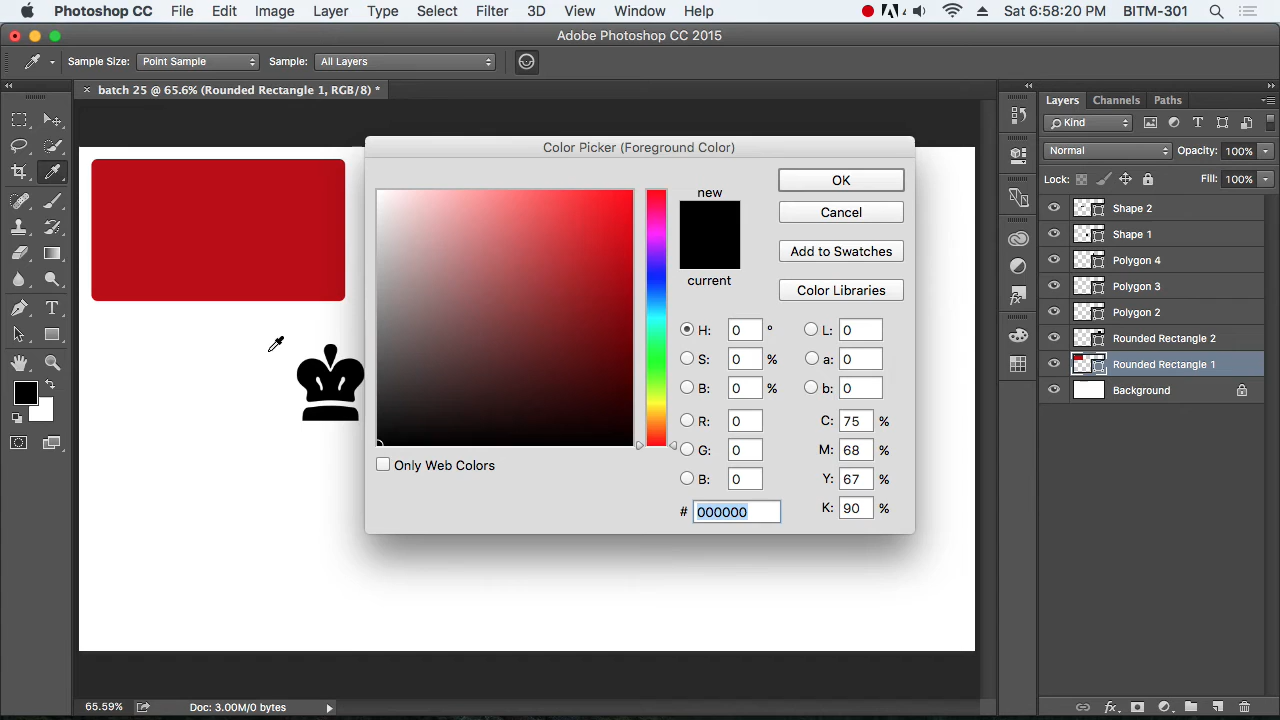 Photoshop CC File Edit Image Layer Type Select Filter 3D View Window Help Sat 6:58:20 PM BITM-301
Adobe Photoshop CC 2015
Sample Size: Point Sample Sample: All Layers
batch 25 @ 65.6% (Rounded Rectangle 1, RGB/8) *
Layers Channels Paths
Kind
Normal Opacity: 100%
Lock: Fill: 100%
Shape 2
Shape 1
Polygon 4
Polygon 3
Polygon 2
Rounded Rectangle 2
Rounded Rectangle 1
Background
Color Picker (Foreground Color)
new
current
OK
Cancel
Add to Swatches
Color Libraries
H: 0 ° L: 0
S: 0 % a: 0
B: 0 % b: 0
R: 0 C: 75 %
G: 0 M: 68 %
B: 0 Y: 67 %
# 000000 K: 90 %
Only Web Colors
65.59% Doc: 3.00M/0 bytes